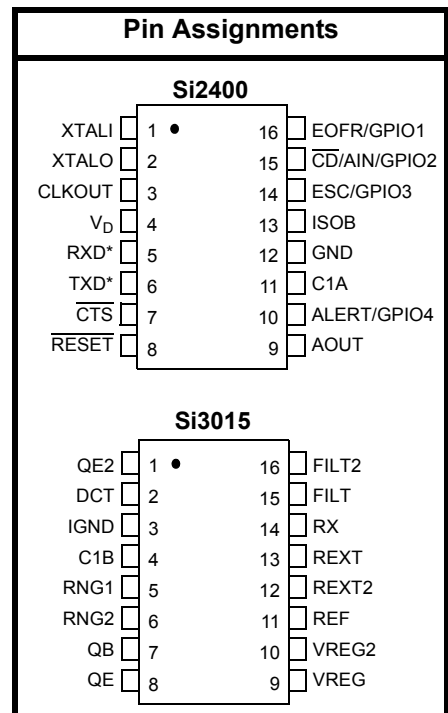 Pin Assignments
Si2400
XTALI 1 16 EOFR/GPIO1
XTALO 2 15 CD/AIN/GPIO2
CLKOUT 3 14 ESC/GPIO3
VD 4 13 ISOB
RXD* 5 12 GND
TXD* 6 11 C1A
CTS 7 10 ALERT/GPIO4
RESET 8 9 AOUT
Si3015
QE2 1 16 FILT2
DCT 2 15 FILT
IGND 3 14 RX
C1B 4 13 REXT
RNG1 5 12 REXT2
RNG2 6 11 REF
QB 7 10 VREG2
QE 8 9 VREG